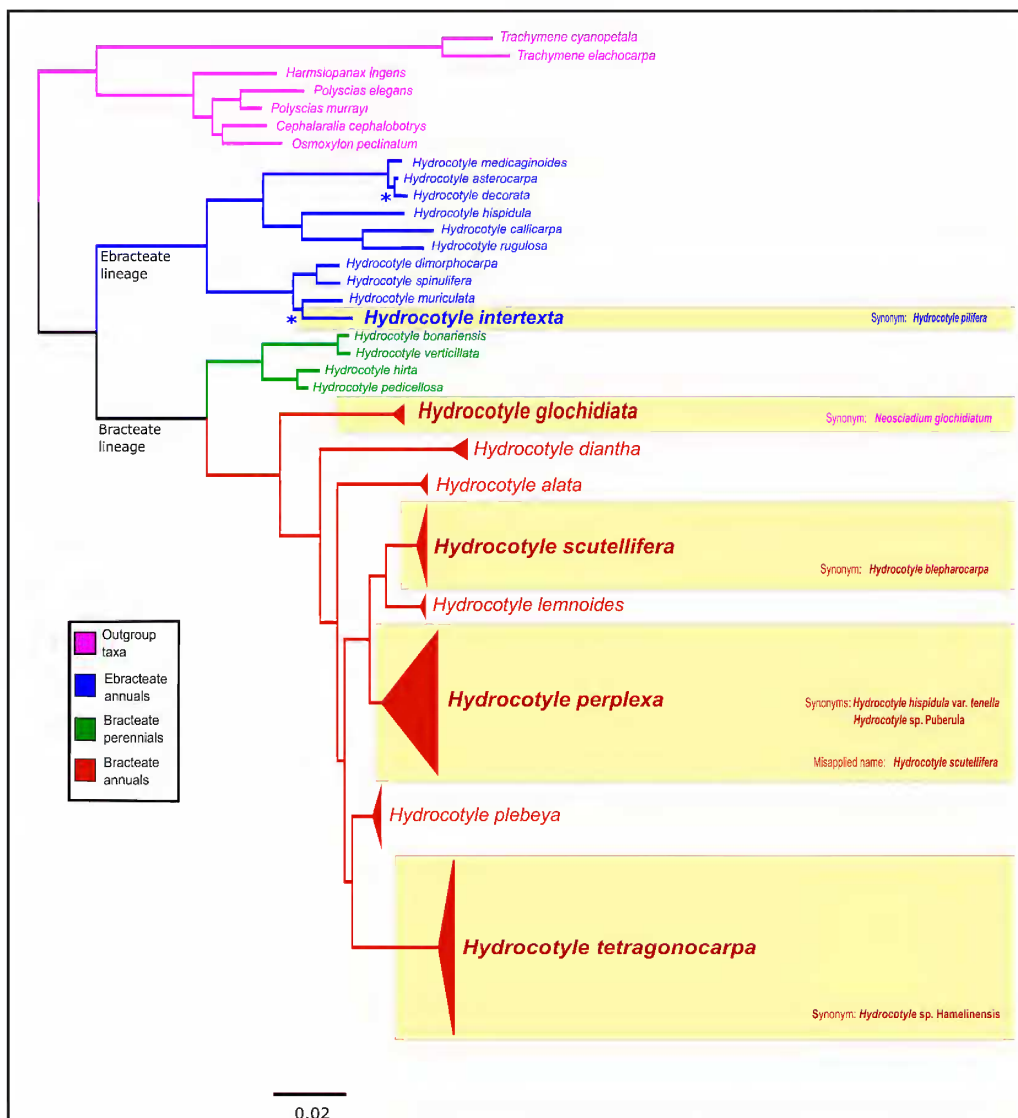 Trachymene cyanopetala
Trachymene elachocarpa
Harmsiopanax ingens
Polyscias elegans
Polyscias murrayi
Cephalaralia cephalobotrys
Osmoxylon pectinatum
Hydrocotyle medicaginoides
Hydrocotyle asterocarpa
* Hydrocotyle decorata
Hydrocotyle hispidula
Hydrocotyle callicarpa
Hydrocotyle rugulosa
Ebracteate
lineage
Hydrocotyle dimorphocarpa
Hydrocotyle spinulifera
Hydrocotyle muriculata
* Hydrocotyle intertexta
Synonym: Hydrocotyle pilifera
Hydrocotyle bonariensis
Hydrocotyle verticillata
Hydrocotyle hirta
Hydrocotyle pedicellosa
Bracteate
lineage
Hydrocotyle glochidiata
Synonym: Neosciadium glochidiatum
Hydrocotyle diantha
Hydrocotyle alata
Hydrocotyle scutellifera
Synonym: Hydrocotyle blepharocarpa
Hydrocotyle lemnoides
Hydrocotyle perplexa
Synonyms: Hydrocotyle hispidula var. tenella
Hydrocotyle sp. Puberula
Misapplied name: Hydrocotyle scutellifera
Hydrocotyle plebeya
Hydrocotyle tetragonocarpa
Synonym: Hydrocotyle sp. Hamelinensis
Outgroup
taxa
Ebracteate
annuals
Bracteate
perennials
Bracteate
annuals
0.02